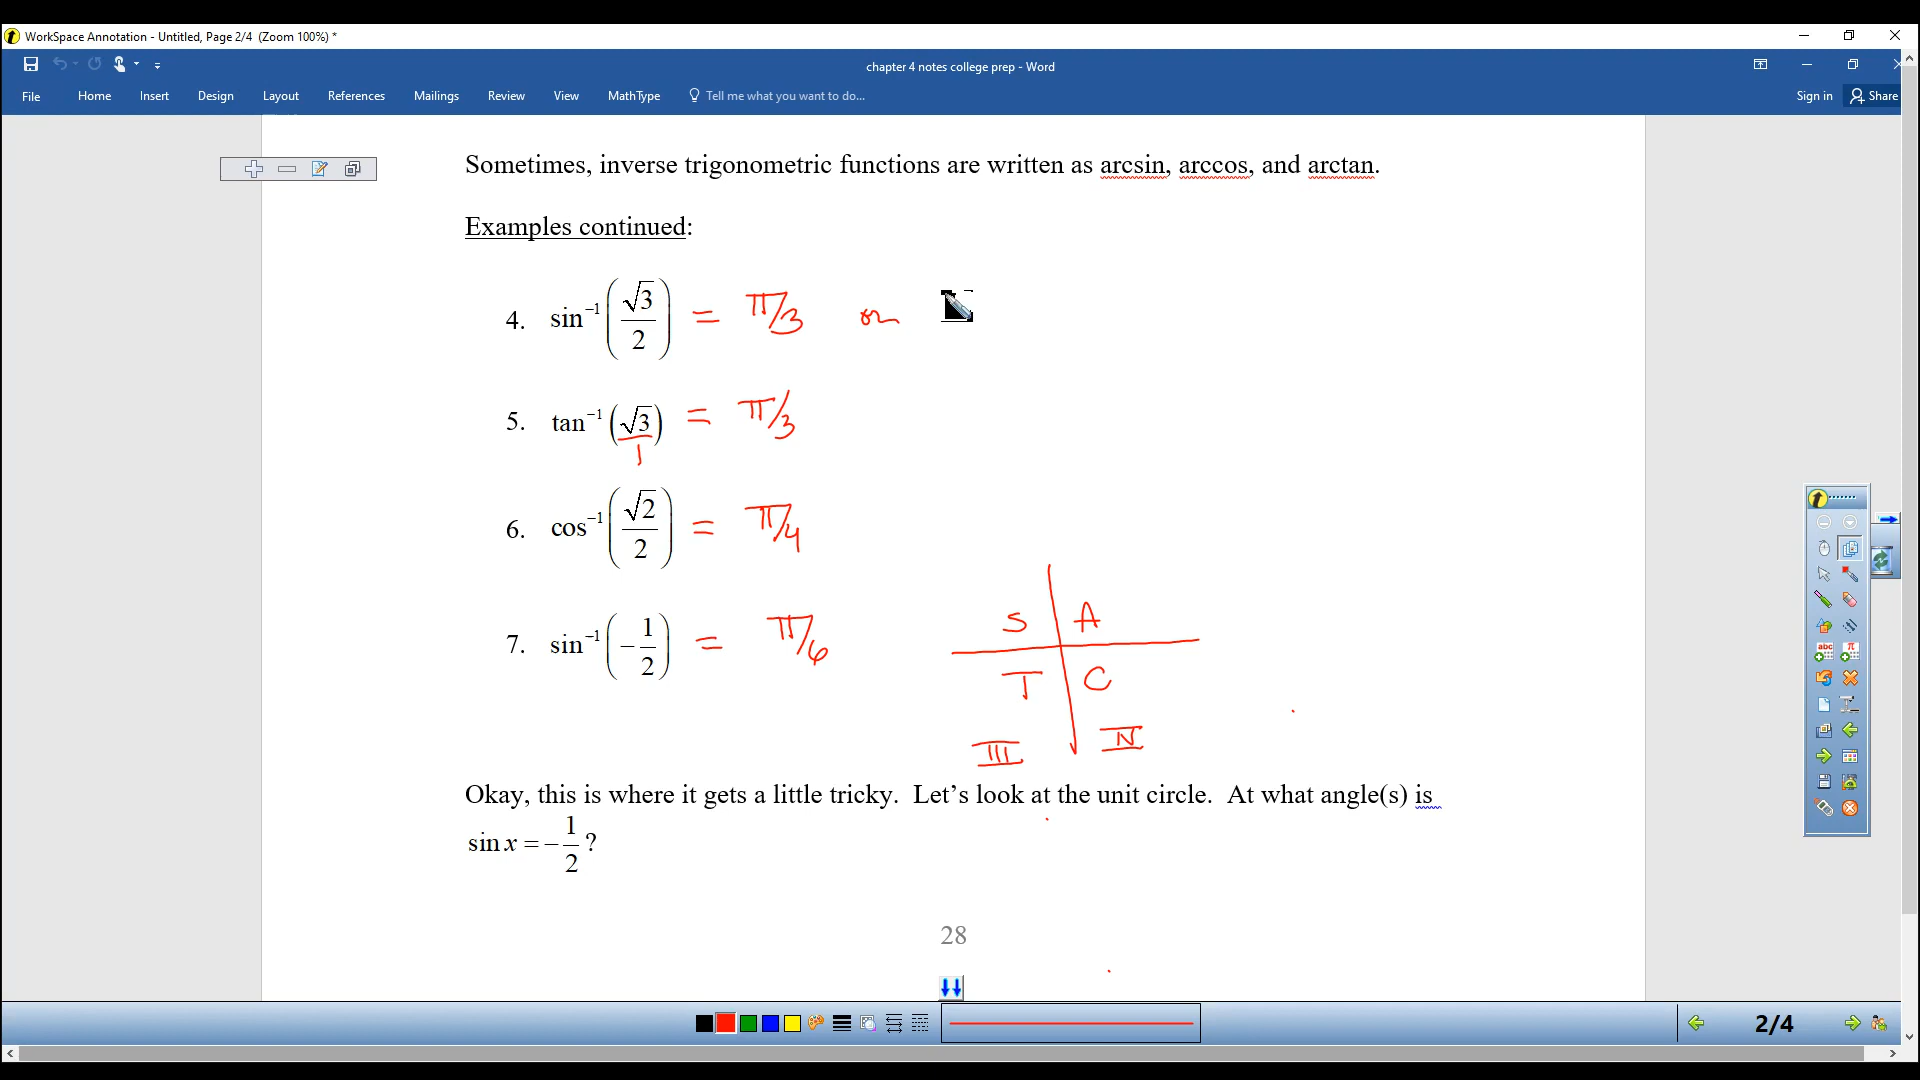 WorkSpace Annotation - Untitled, Page 2/4 (Zoom 100%) *
chapter 4 notes college prep - Word
File Home Insert Design Layout References Mailings Review View MathType Tell me what you want to do... Sign in Share
Sometimes, inverse trigonometric functions are written as arcsin, arccos, and arctan.
Examples continued:
4. sin⁻¹(√3/2) = π/3 or
5. tan⁻¹(√3/1) = π/3
6. cos⁻¹(√2/2) = π/4
7. sin⁻¹(−1/2) = π/6
S A
T C
III IV
Okay, this is where it gets a little tricky. Let’s look at the unit circle. At what angle(s) is
sin x = −1/2 ?
28
abc π
2/4